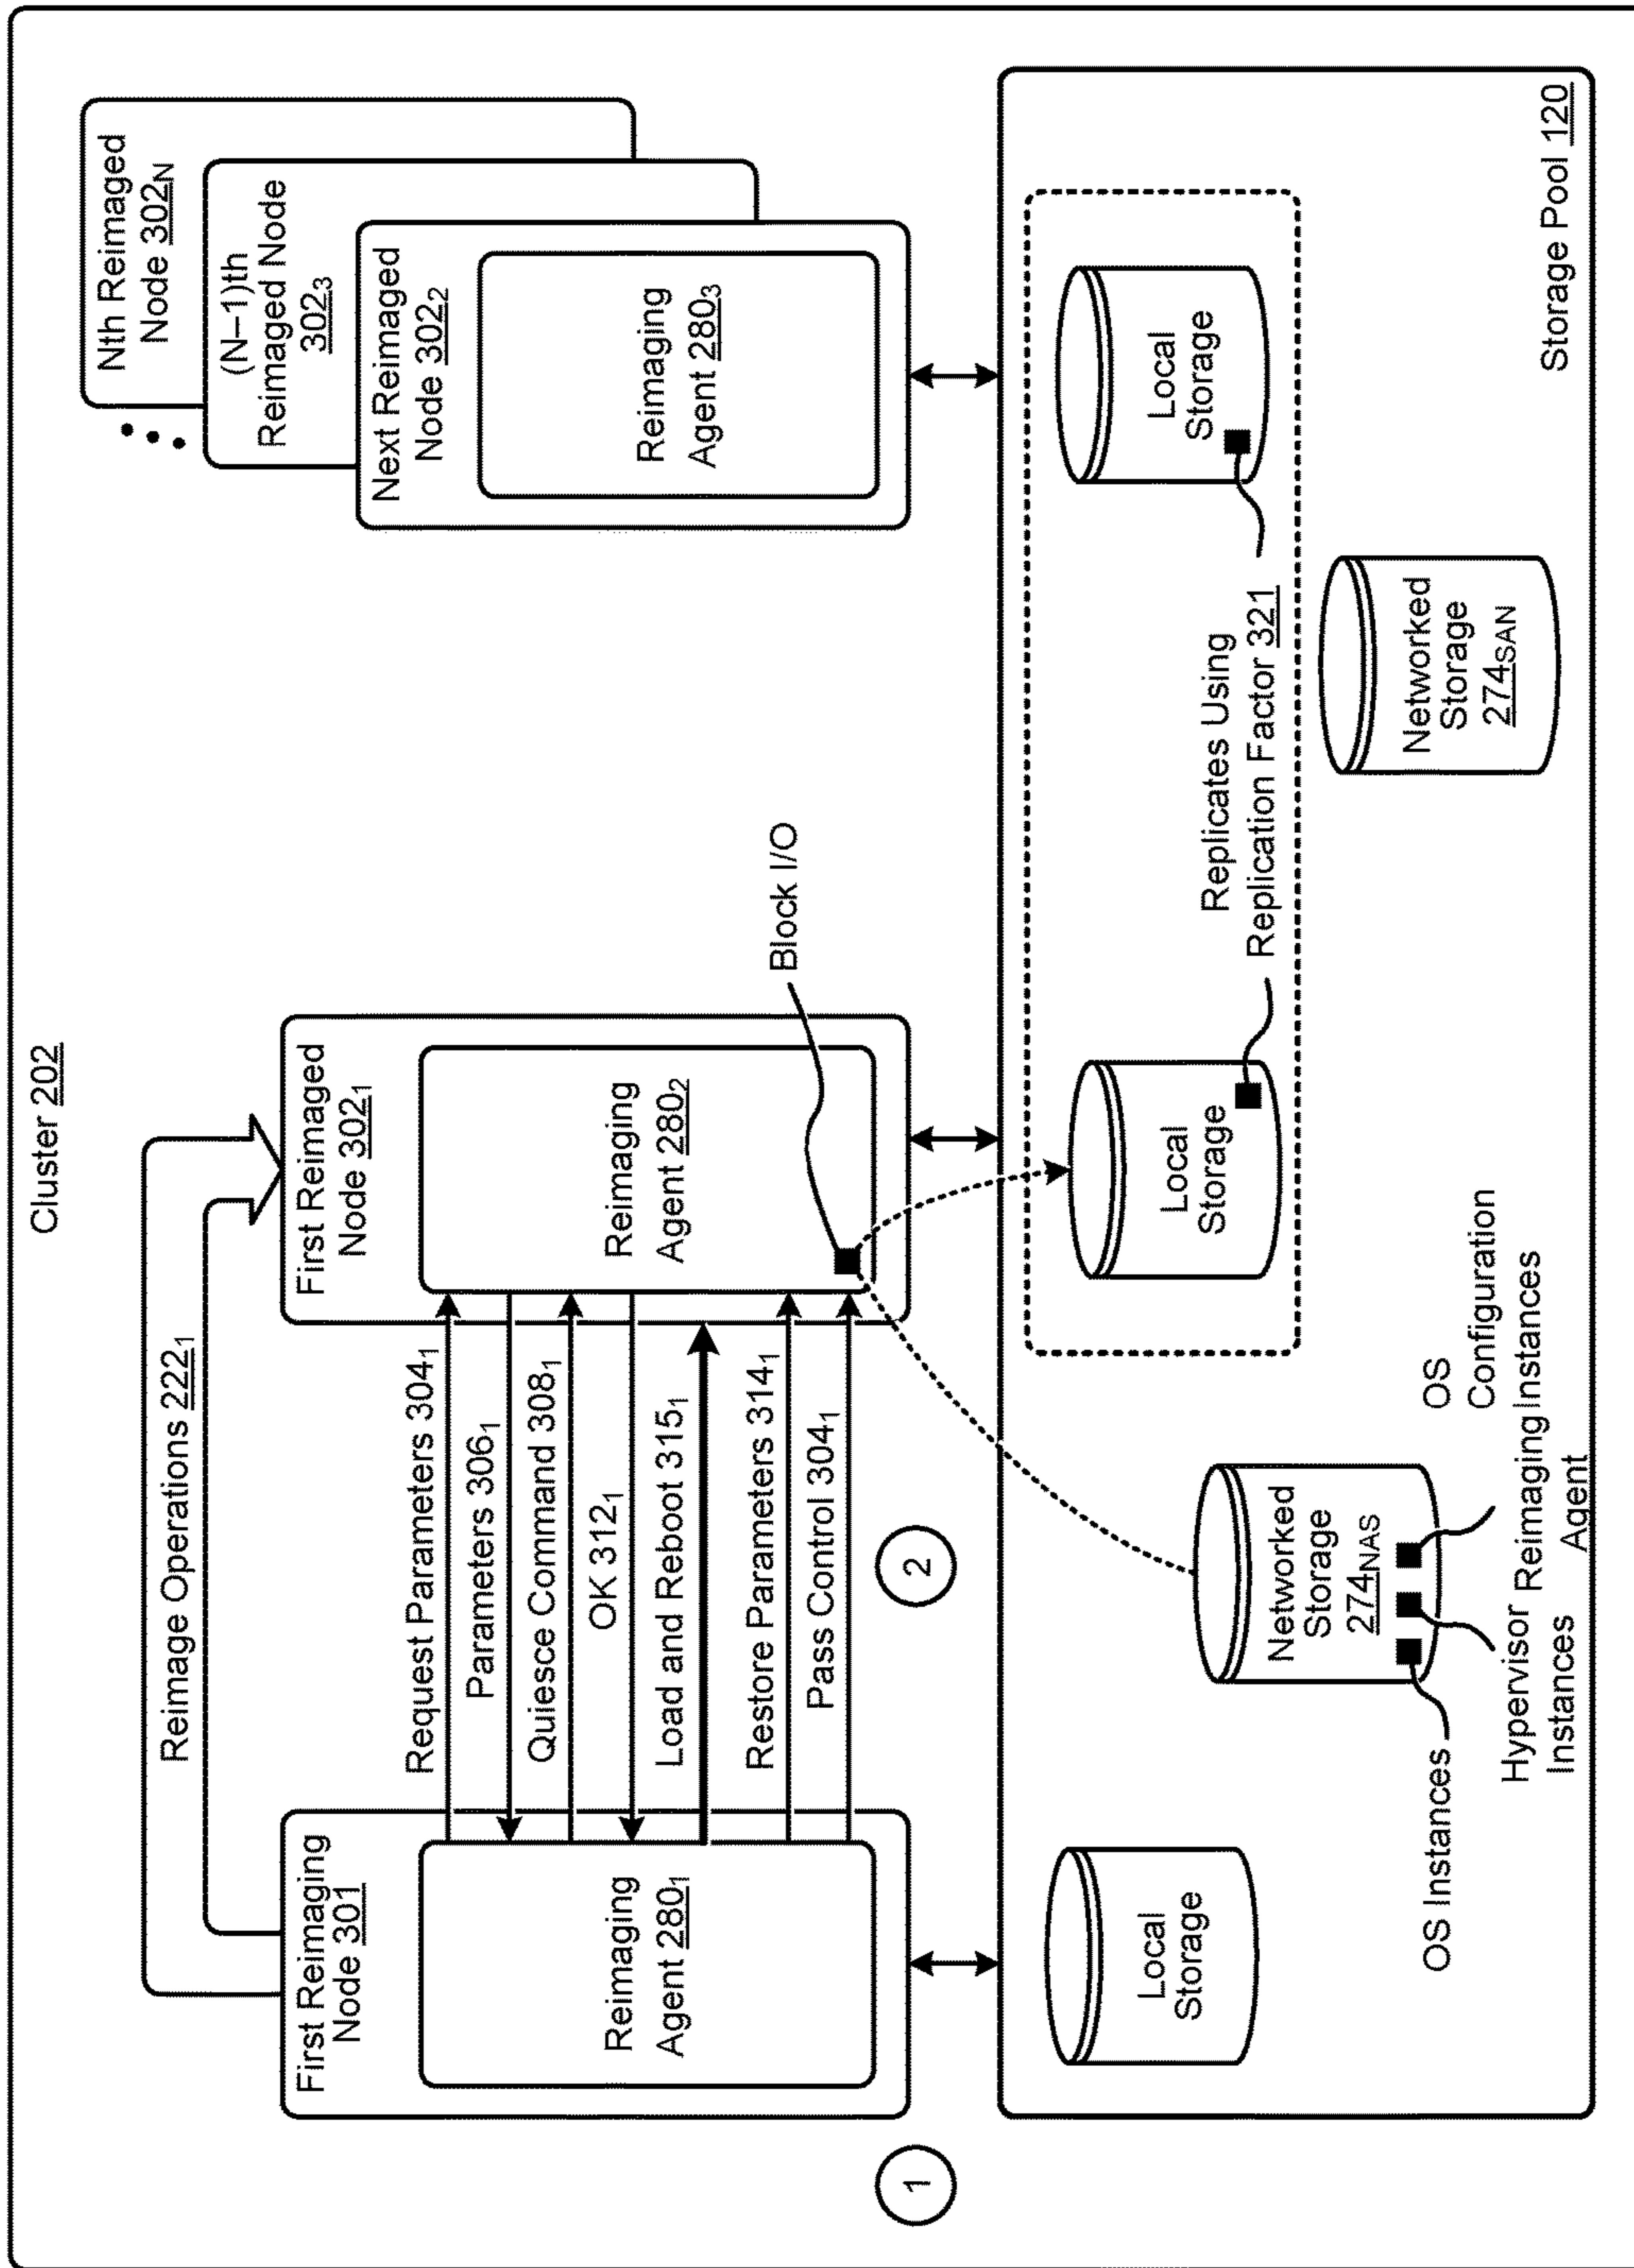 Cluster 202
Reimage Operations 222₁
First Reimaging
Node 301
Reimaging
Agent 280₁
Request Parameters 304₁
Parameters 306₁
Quiesce Command 308₁
OK 312₁
Load and Reboot 315₁
Restore Parameters 314₁
Pass Control 304₁
First Reimaged
Node 302₁
Reimaging
Agent 280₂
Block I/O
Nth Reimaged
Node 302N
(N–1)th
Reimaged Node
302₃
Next Reimaged
Node 302₂
Reimaging
Agent 280₃
1
2
Local
Storage
Local
Storage
Local
Storage
Replicates Using
Replication Factor 321
Networked
Storage
274NAS
OS Instances
Hypervisor
Instances
Reimaging
Agent
OS
Configuration
Instances
Networked
Storage
274SAN
Storage Pool 120